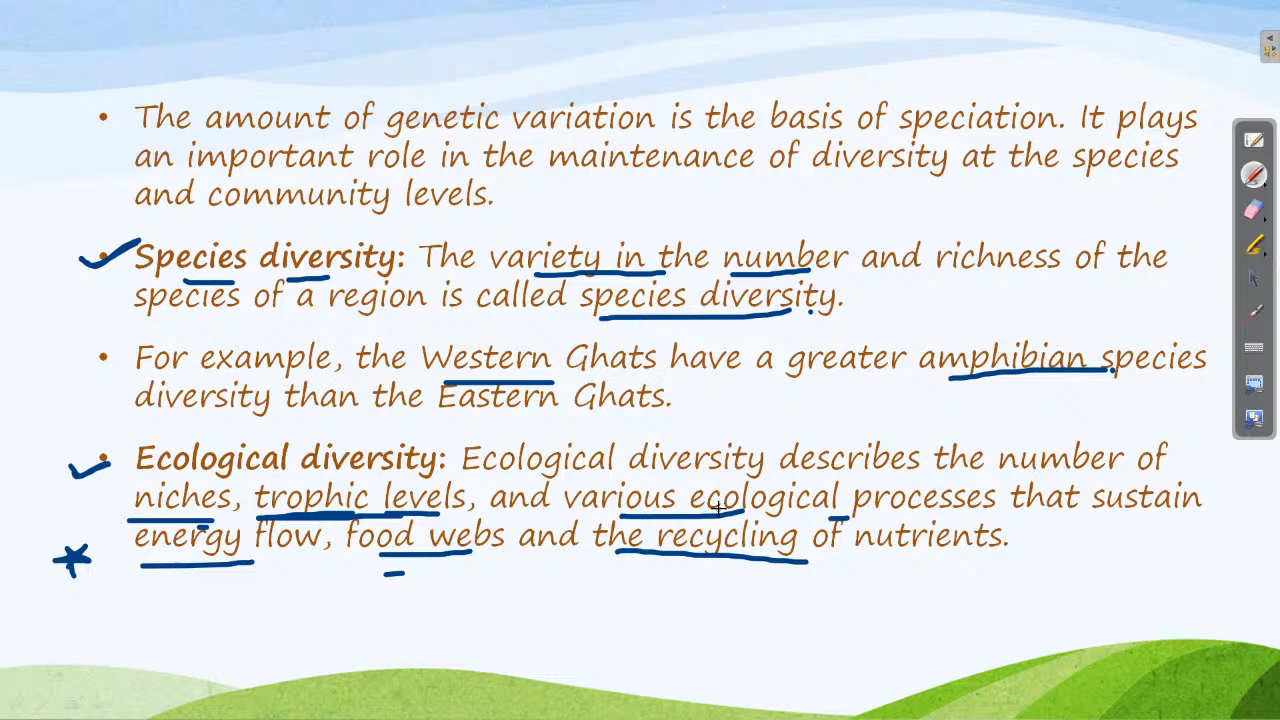 • The amount of genetic variation is the basis of speciation. It plays
an important role in the maintenance of diversity at the species
and community levels.
• Species diversity: The variety in the number and richness of the
species of a region is called species diversity.
• For example, the Western Ghats have a greater amphibian species
diversity than the Eastern Ghats.
• Ecological diversity: Ecological diversity describes the number of
niches, trophic levels, and various ecological processes that sustain
energy flow, food webs and the recycling of nutrients.